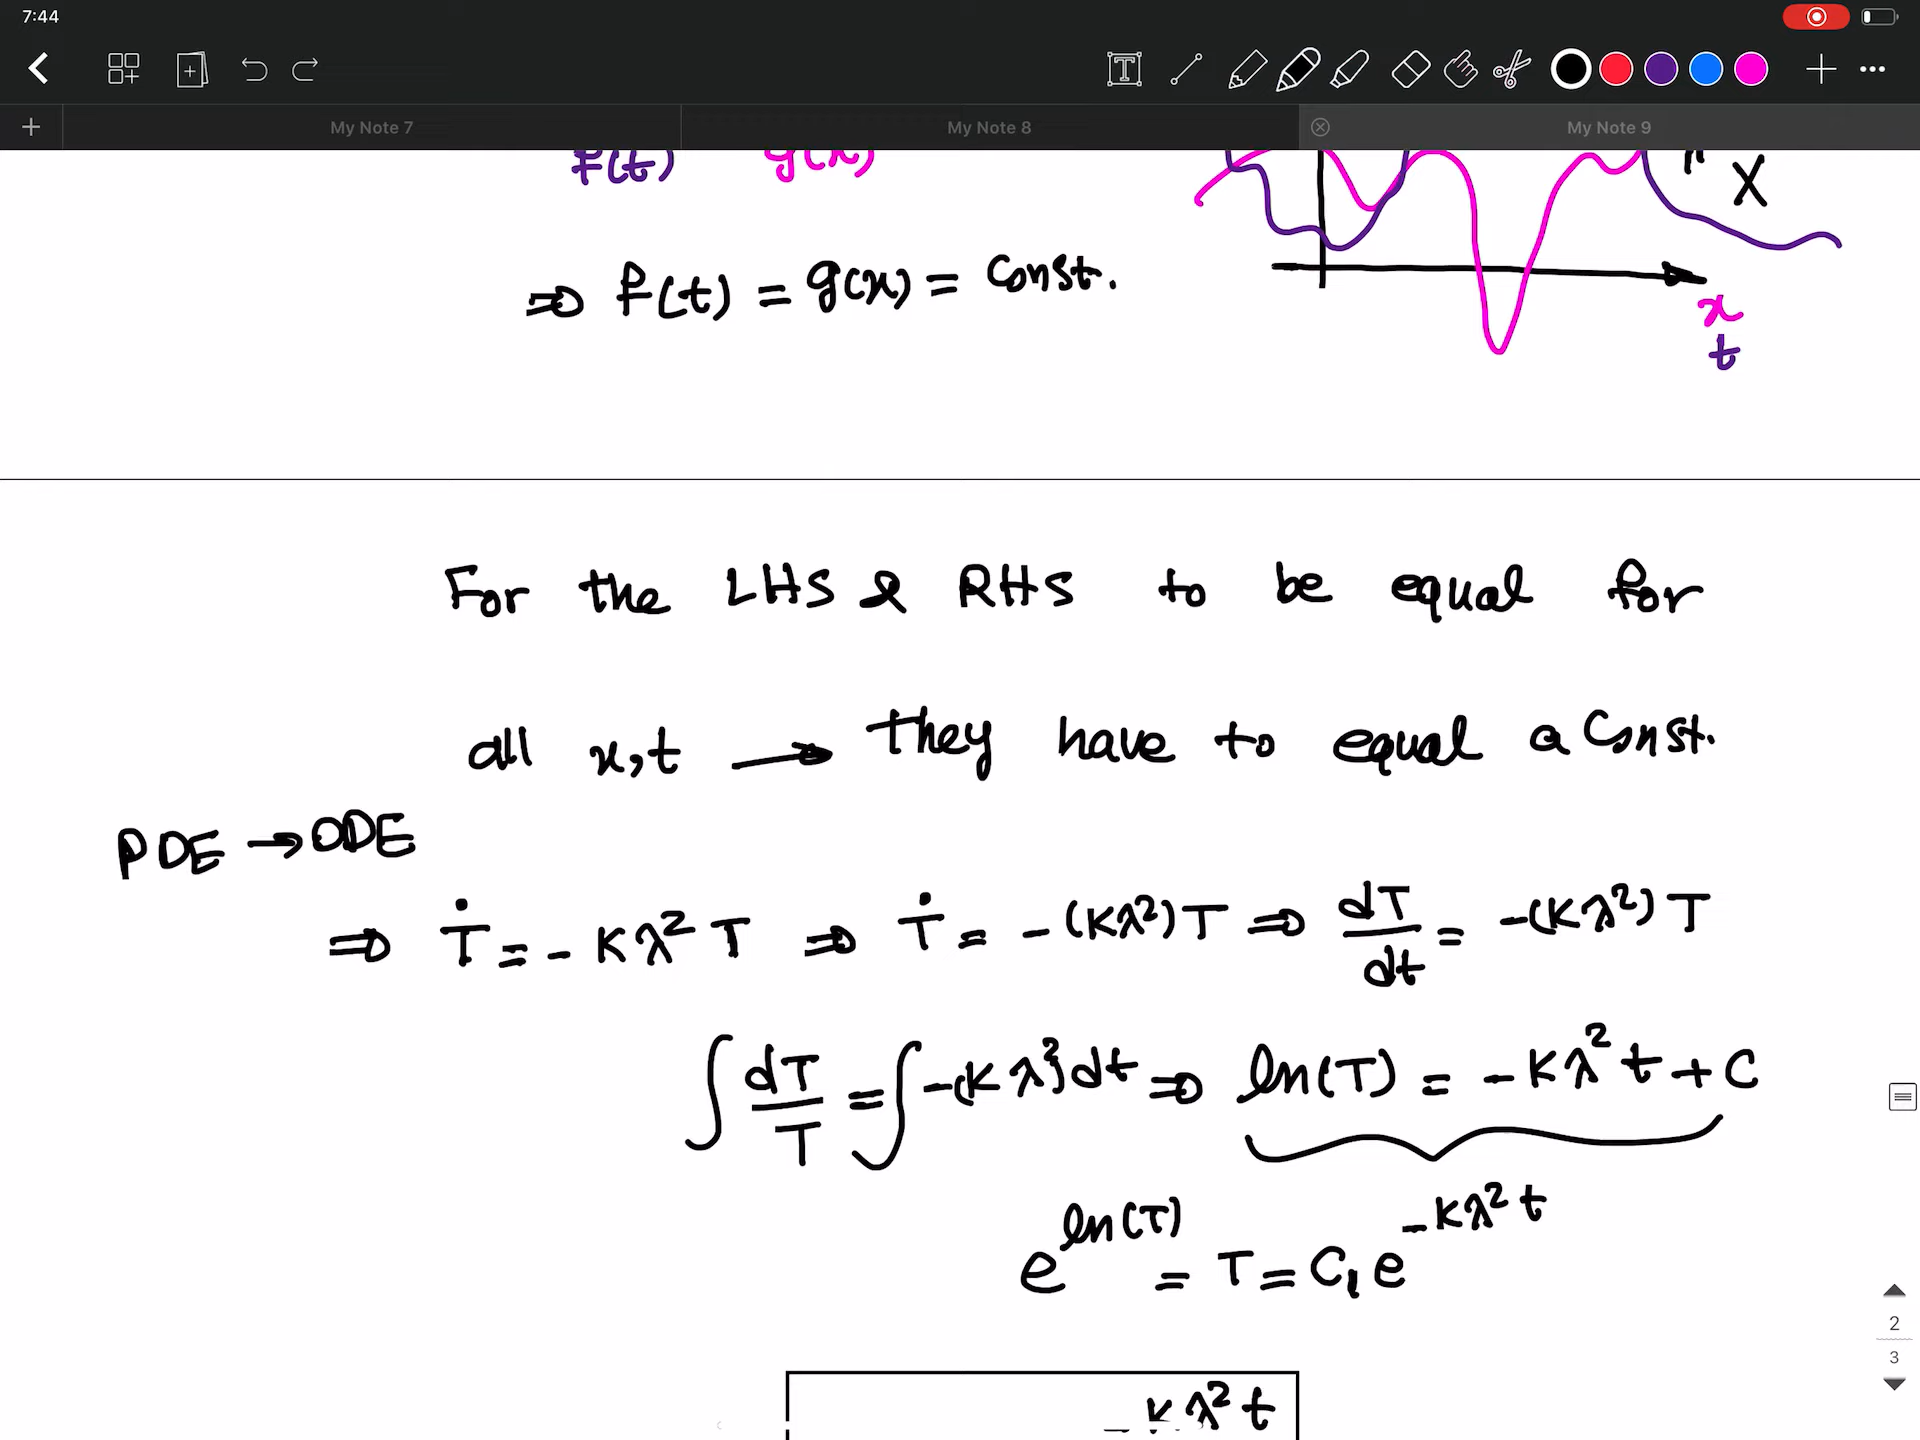 7:44
My Note 7 My Note 8 My Note 9
f(t) g(x)
X
⇒ f(t) = g(x) = Const.
x
t
For the LHS & RHS to be equal for
all x,t → they have to equal a Const.
PDE → ODE
⇒ Ṫ = -Kλ² T ⇒ Ṫ = -(Kλ²)T ⇒ dT/dt = -(Kλ²) T
∫ dT/T = ∫ -(Kλ²)dt ⇒ ln(T) = -Kλ² t + C
e^ln(T) = T = C₁ e^-Kλ² t
2
3
-Kλ² t